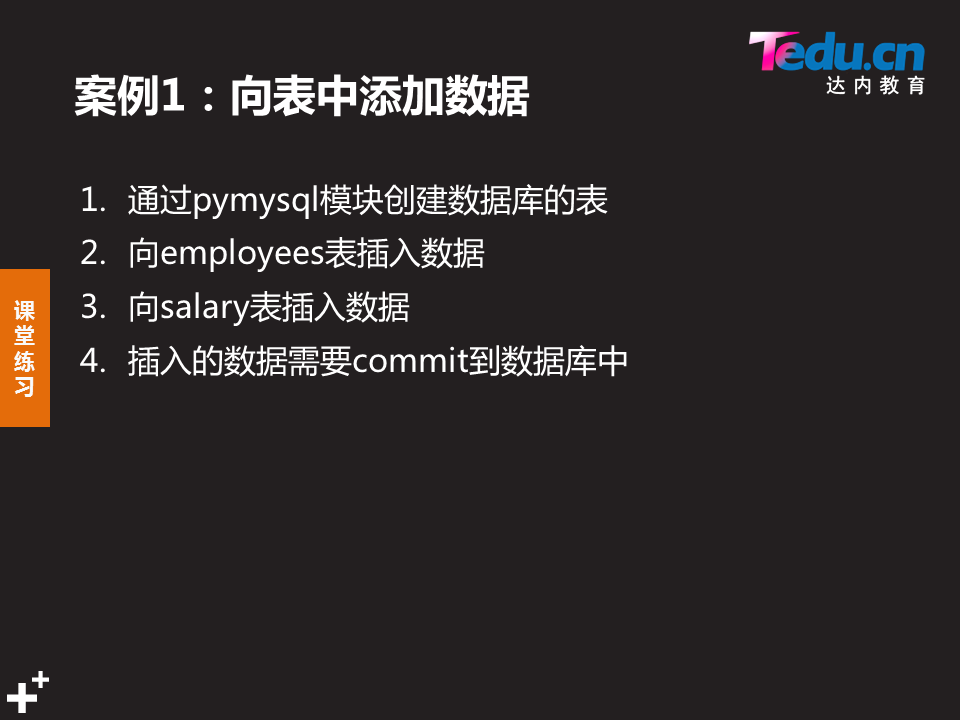 Tedu.cn
达内教育
案例1：向表中添加数据
1. 通过pymysql模块创建数据库的表
2. 向employees表插入数据
3. 向salary表插入数据
4. 插入的数据需要commit到数据库中
课
堂
练
习